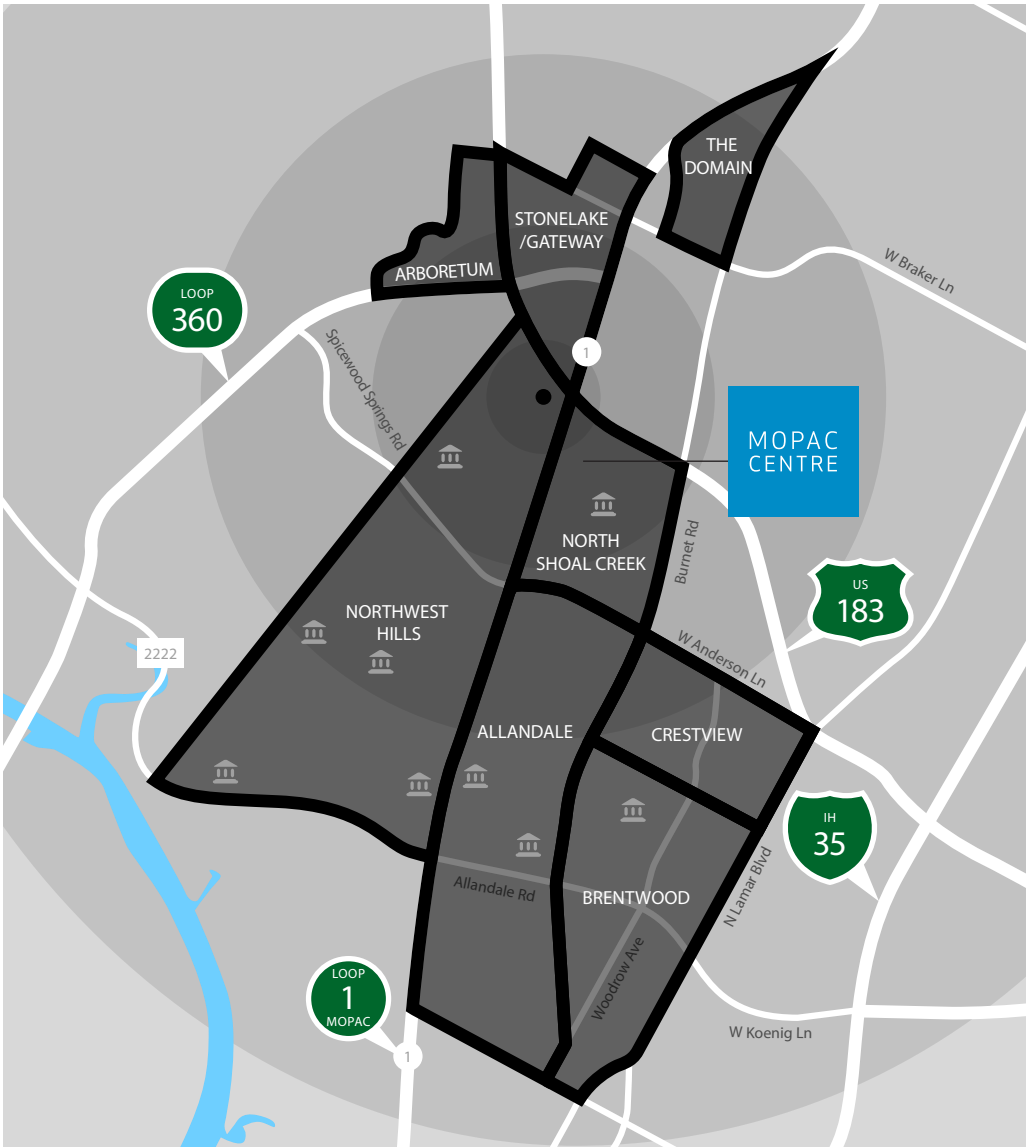 THE
DOMAIN
STONELAKE
/GATEWAY
ARBORETUM
W Braker Ln
LOOP
360
Spicewood Springs Rd
1
MOPAC
CENTRE
NORTH
SHOAL CREEK
Burnet Rd
US
183
NORTHWEST
HILLS
2222
W Anderson Ln
ALLANDALE
CRESTVIEW
IH
35
Allandale Rd
BRENTWOOD
N Lamar Blvd
Woodrow Ave
LOOP
1
MOPAC
1
W Koenig Ln